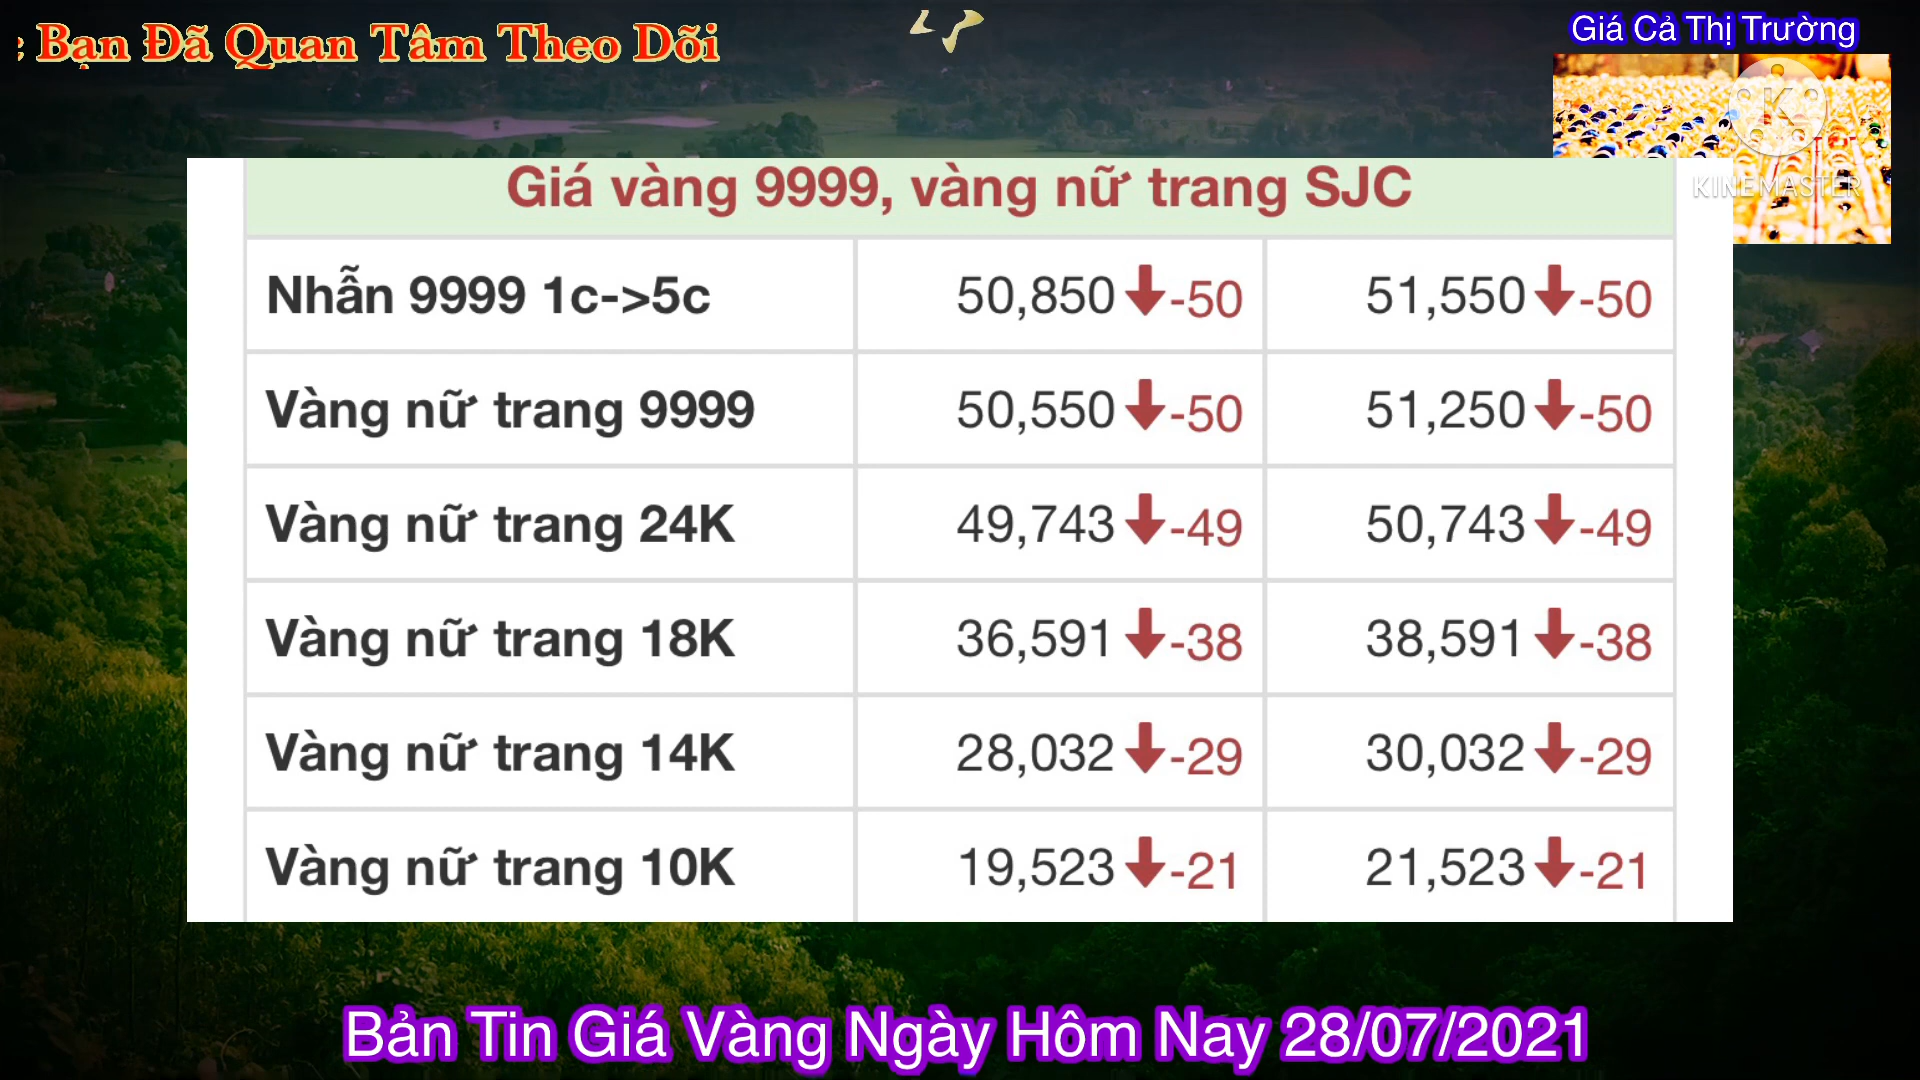 Bạn Đã Quan Tâm Theo Dõi
Giá Cả Thị Trường
KINEMASTER
Giá vàng 9999, vàng nữ trang SJC
Nhẫn 9999 1c->5c 50,850 -50 51,550 -50
Vàng nữ trang 9999 50,550 -50 51,250 -50
Vàng nữ trang 24K 49,743 -49 50,743 -49
Vàng nữ trang 18K 36,591 -38 38,591 -38
Vàng nữ trang 14K 28,032 -29 30,032 -29
Vàng nữ trang 10K 19,523 -21 21,523 -21
Bản Tin Giá Vàng Ngày Hôm Nay 28/07/2021